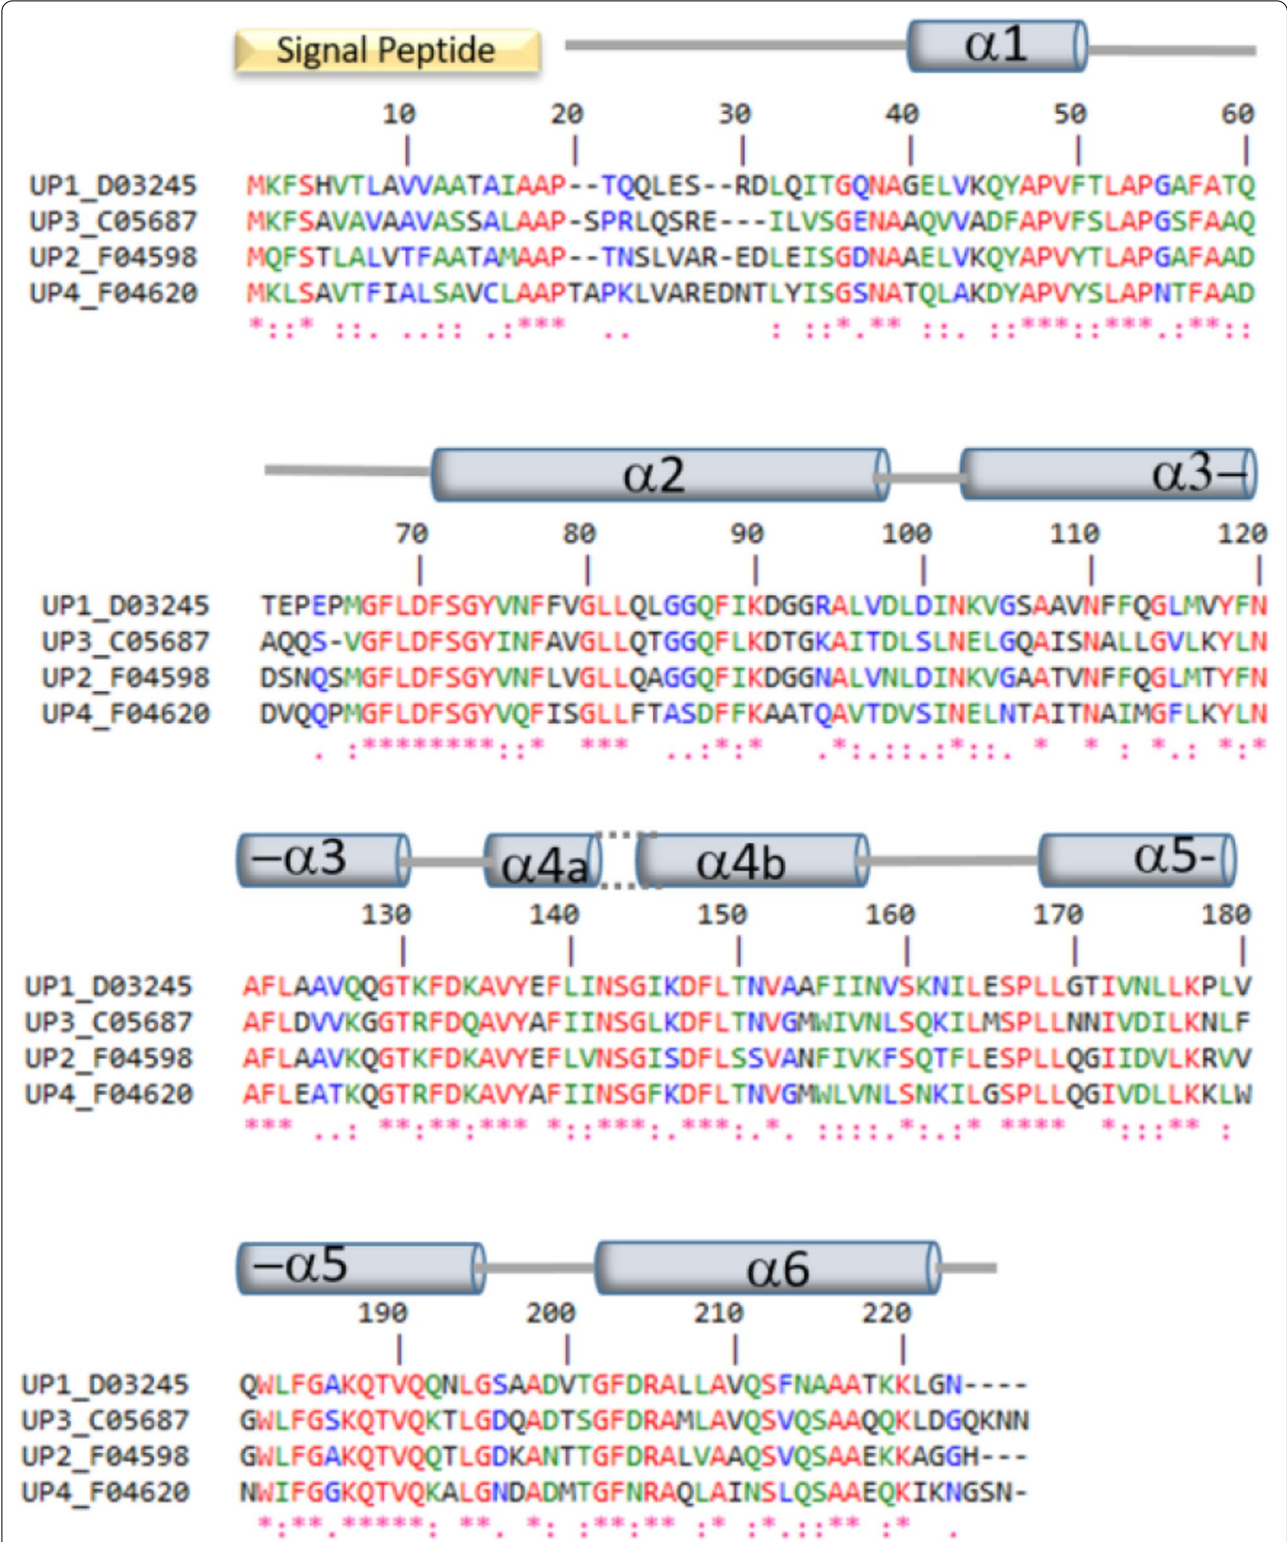 Signal Peptide α1
10 20 30 40 50 60
| | | | | |
UP1_D03245 MKFSHVTLAVVAATAIAAP--TQQLES--RDLQITGQNAGELVKQYAPVFTLAPGAFATQ
UP3_C05687 MKFSAVAVAAVASSALAAP-SPRLQSRE---ILVSGENAAQVVADFAPVFSLAPGSFAAQ
UP2_F04598 MQFSTLALVTFAATAMAAP--TNSLVAR-EDLEISGDNAAELVKQYAPVYTLAPGAFAAD
UP4_F04620 MKLSAVTFIALSAVCLAAPTAPKLVAREDNTLYISGSNATQLAKDYAPVYSLAPNTFAAD
*::* ::. ..:: .:*** .. : ::*.** ::. ::***::***.:**::
α2 α3–
70 80 90 100 110 120
| | | | | |
UP1_D03245 TEPEPMGFLDFSGYVNFFVGLLQLGGQFIKDGGRALVDLDINKVGSAAVNFFQGLMVYFN
UP3_C05687 AQQS-VGFLDFSGYINFAVGLLQTGGQFLKDTGKAITDLSLNELGQAISNALLGVLKYLN
UP2_F04598 DSNQSMGFLDFSGYVNFLVGLLQAGGQFIKDGGNALVNLDINKVGAATVNFFQGLMTYFN
UP4_F04620 DVQQPMGFLDFSGYVQFISGLLFTASDFFKAATQAVTDVSINELNTAITNAIMGFLKYLN
. :********::* *** ..:*:* .*:.::.:*::. * * : *.: *:*
–α3 α4a α4b α5-
130 140 150 160 170 180
| | | | | |
UP1_D03245 AFLAAVQQGTKFDKAVYEFLINSGIKDFLTNVAAFIINVSKNILESPLLGTIVNLLKPLV
UP3_C05687 AFLDVVKGGTRFDQAVYAFIINSGLKDFLTNVGMWIVNLSQKILMSPLLNNIVDILKNLF
UP2_F04598 AFLAAVKQGTKFDKAVYEFLVNSGISDFLSSVANFIVKFSQTFLESPLLQGIIDVLKRVV
UP4_F04620 AFLEATKQGTRFDKAVYAFIINSGFKDFLTNVGMWLVNLSNKILGSPLLQGIVDLLKKLW
*** ..: **:**:*** *::***:.***:.*. ::::.*:.:* **** *:::** :
–α5 α6
190 200 210 220
| | | |
UP1_D03245 QWLFGAKQTVQQNLGSAADVTGFDRALLAVQSFNAAATKKLGN----
UP3_C05687 GWLFGSKQTVQKTLGDQADTSGFDRAMLAVQSVQSAAQQKLDGQKNN
UP2_F04598 GWLFGAKQTVQQTLGDKANTTGFDRALVAAQSVQSAAEKKAGGH---
UP4_F04620 NWIFGGKQTVQKALGNDADMTGFNRAQLAINSLQSAAEQKIKNGSN-
*:**.*****: **. *: :**:** :* :*.::** :* .